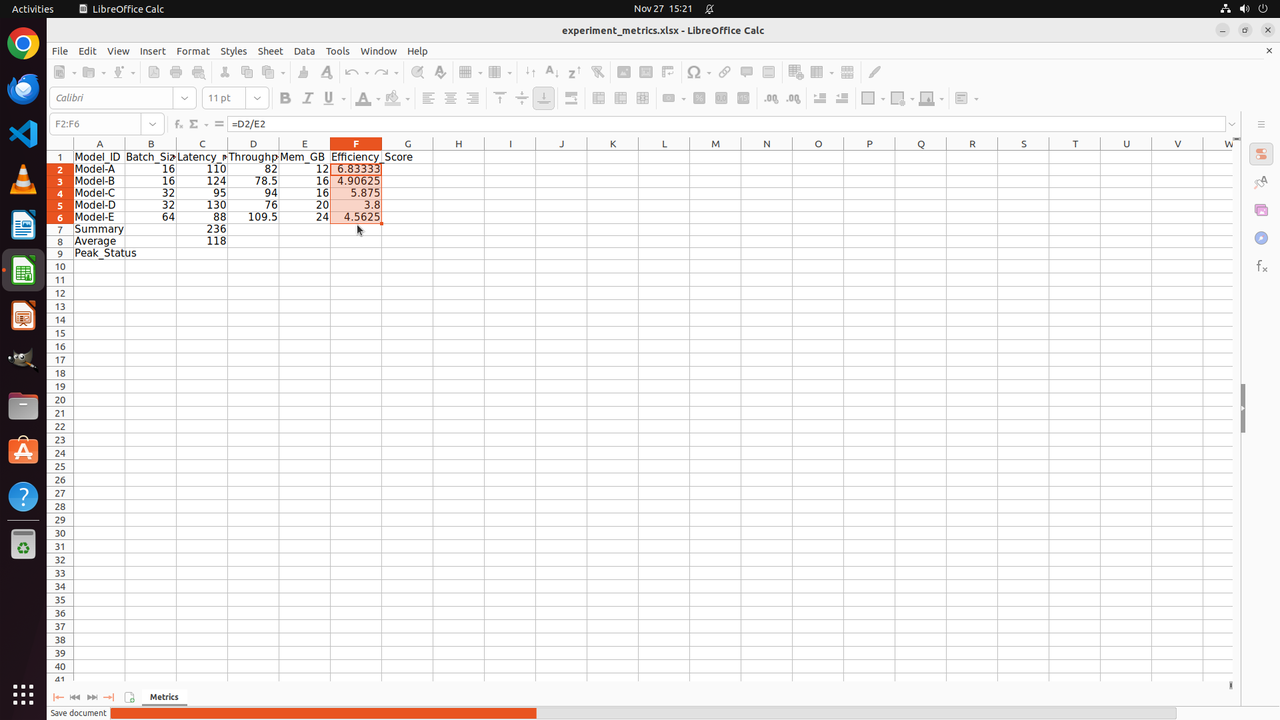 Activities LibreOffice Calc Nov 27 15:21
experiment_metrics.xlsx - LibreOffice Calc
File Edit View Insert Format Styles Sheet Data Tools Window Help
Calibri 11 pt
F2:F6 =D2/E2
A B C D E F G H I J K L M N O P Q R S T U V W
1 Model_ID Batch_Siz Latency_m Throughp Mem_GB Efficiency_Score
2 Model-A 16 110 82 12 6.83333
3 Model-B 16 124 78.5 16 4.90625
4 Model-C 32 95 94 16 5.875
5 Model-D 32 130 76 20 3.8
6 Model-E 64 88 109.5 24 4.5625
7 Summary 236
8 Average 118
9 Peak_Status
10
11
12
13
14
15
16
17
18
19
20
21
22
23
24
25
26
27
28
29
30
31
32
33
34
35
36
37
38
39
40
41
Metrics
Save document